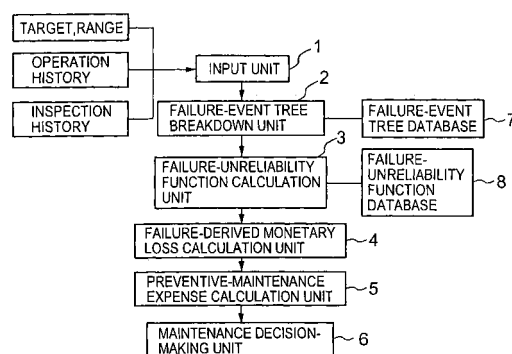 TARGET,RANGE
OPERATION
HISTORY
INSPECTION
HISTORY
1
INPUT UNIT
2
FAILURE-EVENT TREE
BREAKDOWN UNIT
FAILURE-EVENT
TREE DATABASE
7
3
FAILURE-UNRELIABILITY
FUNCTION CALCULATION
UNIT
FAILURE-
UNRELIABILITY
FUNCTION
DATABASE
8
FAILURE-DERIVED MONETARY
LOSS CALCULATION UNIT
4
PREVENTIVE-MAINTENANCE
EXPENSE CALCULATION UNIT
5
MAINTENANCE DECISION-
MAKING UNIT
6